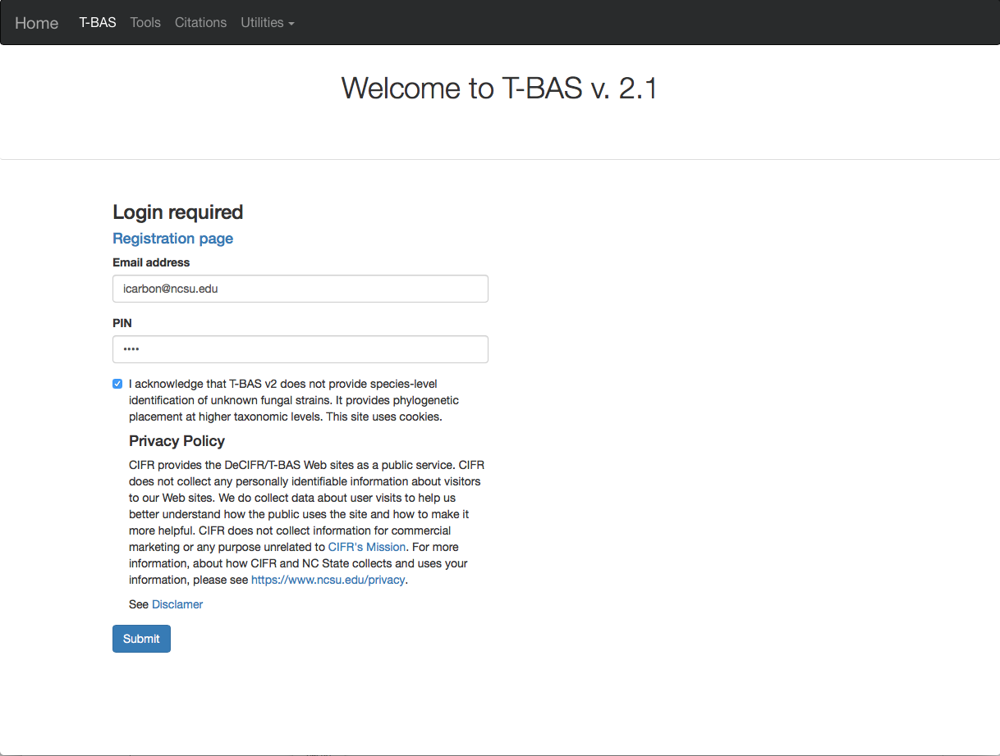 Home T-BAS Tools Citations Utilities
Welcome to T-BAS v. 2.1
Login required
Registration page
Email address
icarbon@ncsu.edu
PIN
••••
I acknowledge that T-BAS v2 does not provide species-level
identification of unknown fungal strains. It provides phylogenetic
placement at higher taxonomic levels. This site uses cookies.
Privacy Policy
CIFR provides the DeCIFR/T-BAS Web sites as a public service. CIFR
does not collect any personally identifiable information about visitors
to our Web sites. We do collect data about user visits to help us
better understand how the public uses the site and how to make it
more helpful. CIFR does not collect information for commercial
marketing or any purpose unrelated to CIFR's Mission. For more
information, about how CIFR and NC State collects and uses your
information, please see https://www.ncsu.edu/privacy.
See Disclamer
Submit